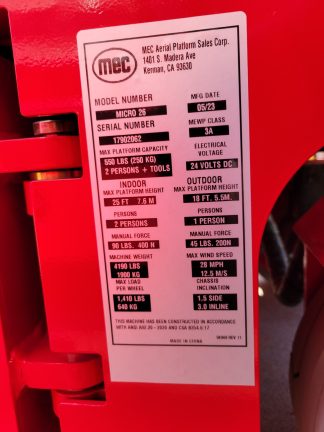 mec
MEC Aerial Platform Sales Corp.
1401 S. Madera Ave
Kerman, CA 93630
MODEL NUMBER
MICRO 26
SERIAL NUMBER
17902062
MAX PLATFORM CAPACITY
550 LBS (250 KG)
2 PERSONS + TOOLS
MFG DATE
05/23
MEWP CLASS
3A
ELECTRICAL
VOLTAGE
24 VOLTS DC
INDOOR
MAX PLATFORM HEIGHT
25 FT 7.6 M
PERSONS
2 PERSONS
MANUAL FORCE
90 LBS. 400 N
MACHINE WEIGHT
4190 LBS
1900 KG
MAX LOAD
PER WHEEL
1,410 LBS
640 KG
OUTDOOR
MAX PLATFORM HEIGHT
18 FT. 5.5M.
PERSONS
1 PERSON
MANUAL FORCE
45 LBS. 200N
MAX WIND SPEED
28 MPH
12.5 M/S
CHASSIS
INCLINATION
1.5 SIDE
3.0 INLINE
THIS MACHINE HAS BEEN CONSTRUCTED IN ACCORDANCE
WITH ANSI A92.20 - 2020 AND CSA B354.6:17
MADE IN CHINA